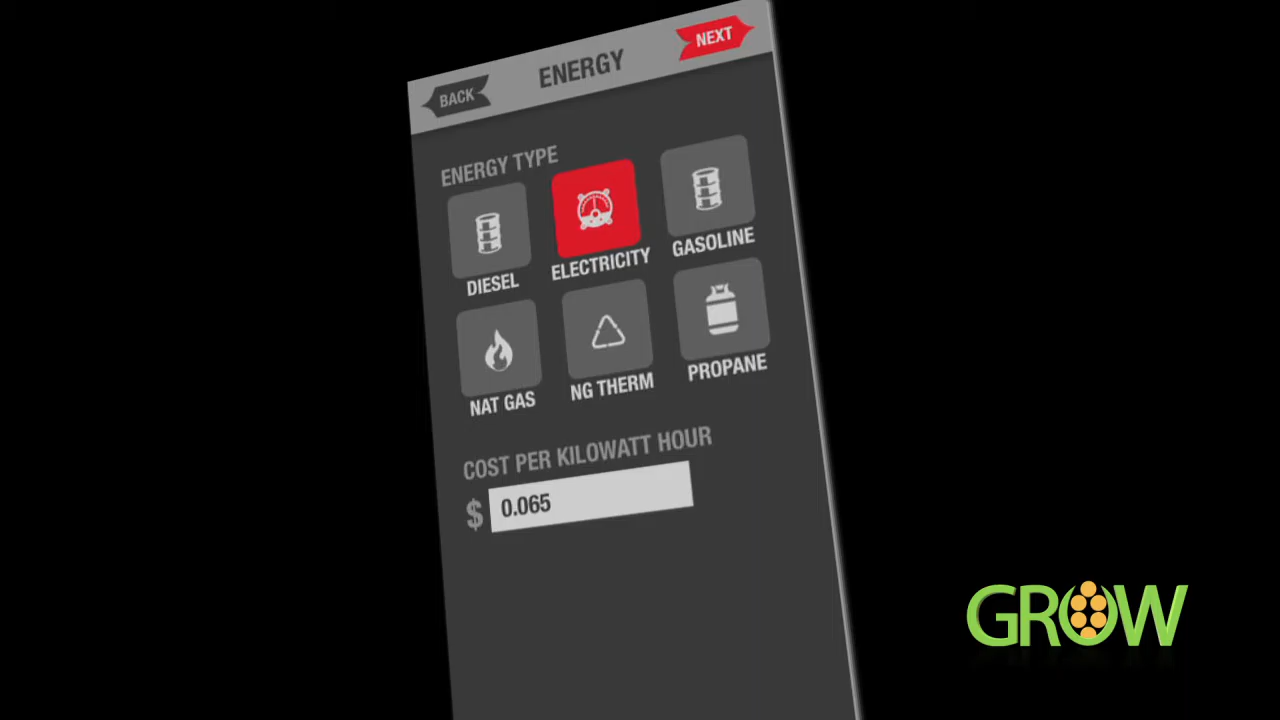 BACK
ENERGY
NEXT
ENERGY TYPE
DIESEL
ELECTRICITY
GASOLINE
NAT GAS
NG THERM
PROPANE
COST PER KILOWATT HOUR
$ 0.065
GROW